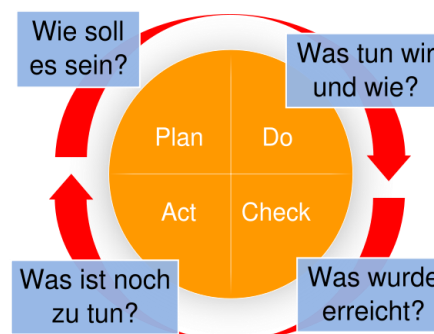 Wie soll
es sein?
Was tun wir
und wie?
Plan
Do
Act
Check
Was ist noch
zu tun?
Was wurde
erreicht?